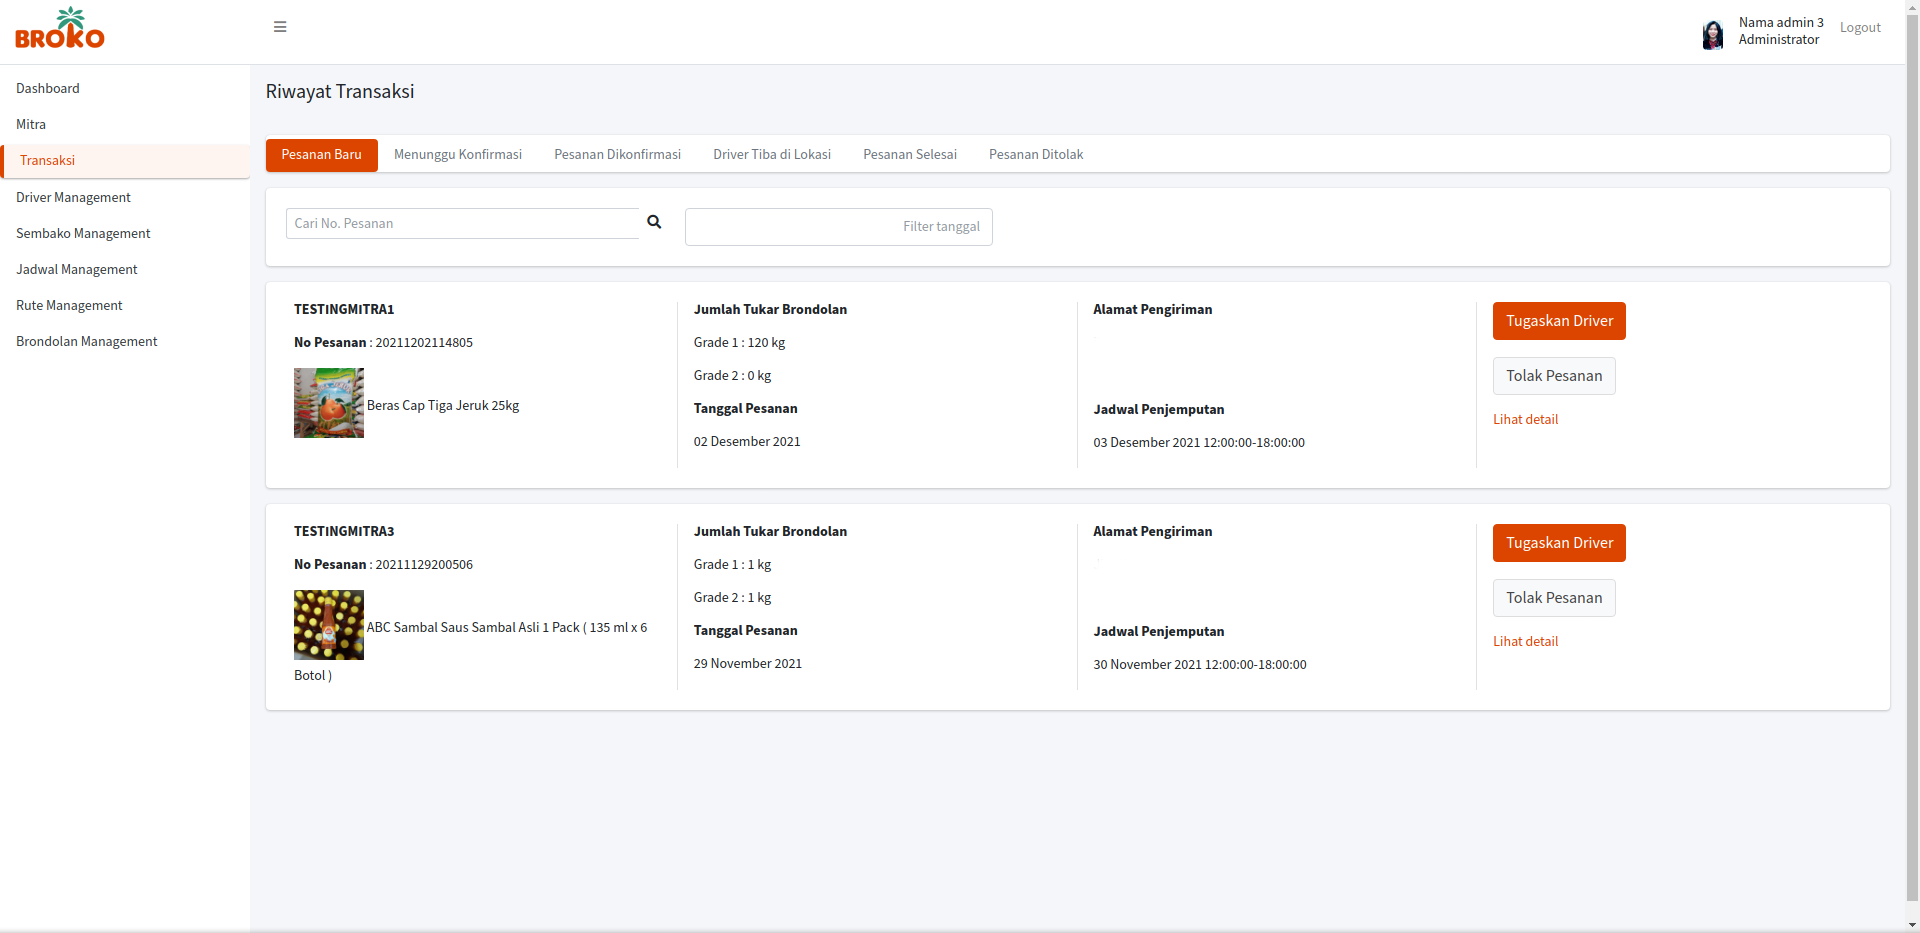 BROKO
Nama admin 3
Administrator
Logout
Dashboard
Mitra
Transaksi
Driver Management
Sembako Management
Jadwal Management
Rute Management
Brondolan Management
Riwayat Transaksi
Pesanan Baru
Menunggu Konfirmasi
Pesanan Dikonfirmasi
Driver Tiba di Lokasi
Pesanan Selesai
Pesanan Ditolak
Cari No. Pesanan
Filter tanggal
TESTINGMITRA1
No Pesanan : 20211202114805
Beras Cap Tiga Jeruk 25kg
Jumlah Tukar Brondolan
Grade 1 : 120 kg
Grade 2 : 0 kg
Tanggal Pesanan
02 Desember 2021
Alamat Pengiriman
Jadwal Penjemputan
03 Desember 2021 12:00:00-18:00:00
Tugaskan Driver
Tolak Pesanan
Lihat detail
TESTINGMITRA3
No Pesanan : 20211129200506
ABC Sambal Saus Sambal Asli 1 Pack ( 135 ml x 6
Botol )
Jumlah Tukar Brondolan
Grade 1 : 1 kg
Grade 2 : 1 kg
Tanggal Pesanan
29 November 2021
Alamat Pengiriman
Jadwal Penjemputan
30 November 2021 12:00:00-18:00:00
Tugaskan Driver
Tolak Pesanan
Lihat detail